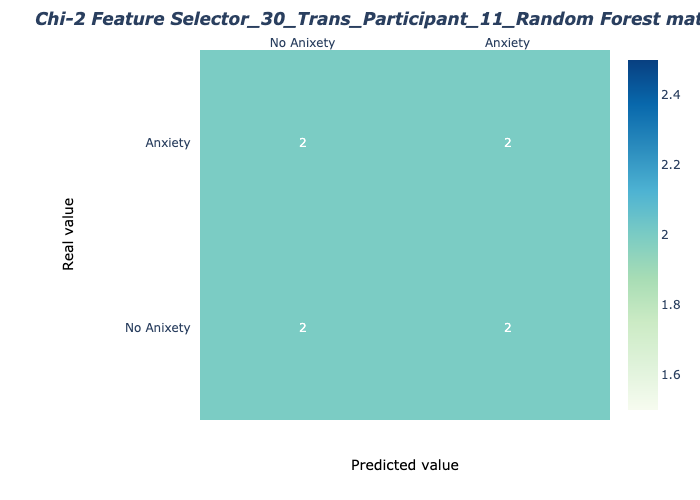 Chi-2 Feature Selector_30_Trans_Participant_11_Random Forest mat
No Anixety Anxiety
2.4
Anxiety 2 2
2.2
Real value
2
1.8
No Anixety 2 2
1.6
Predicted value